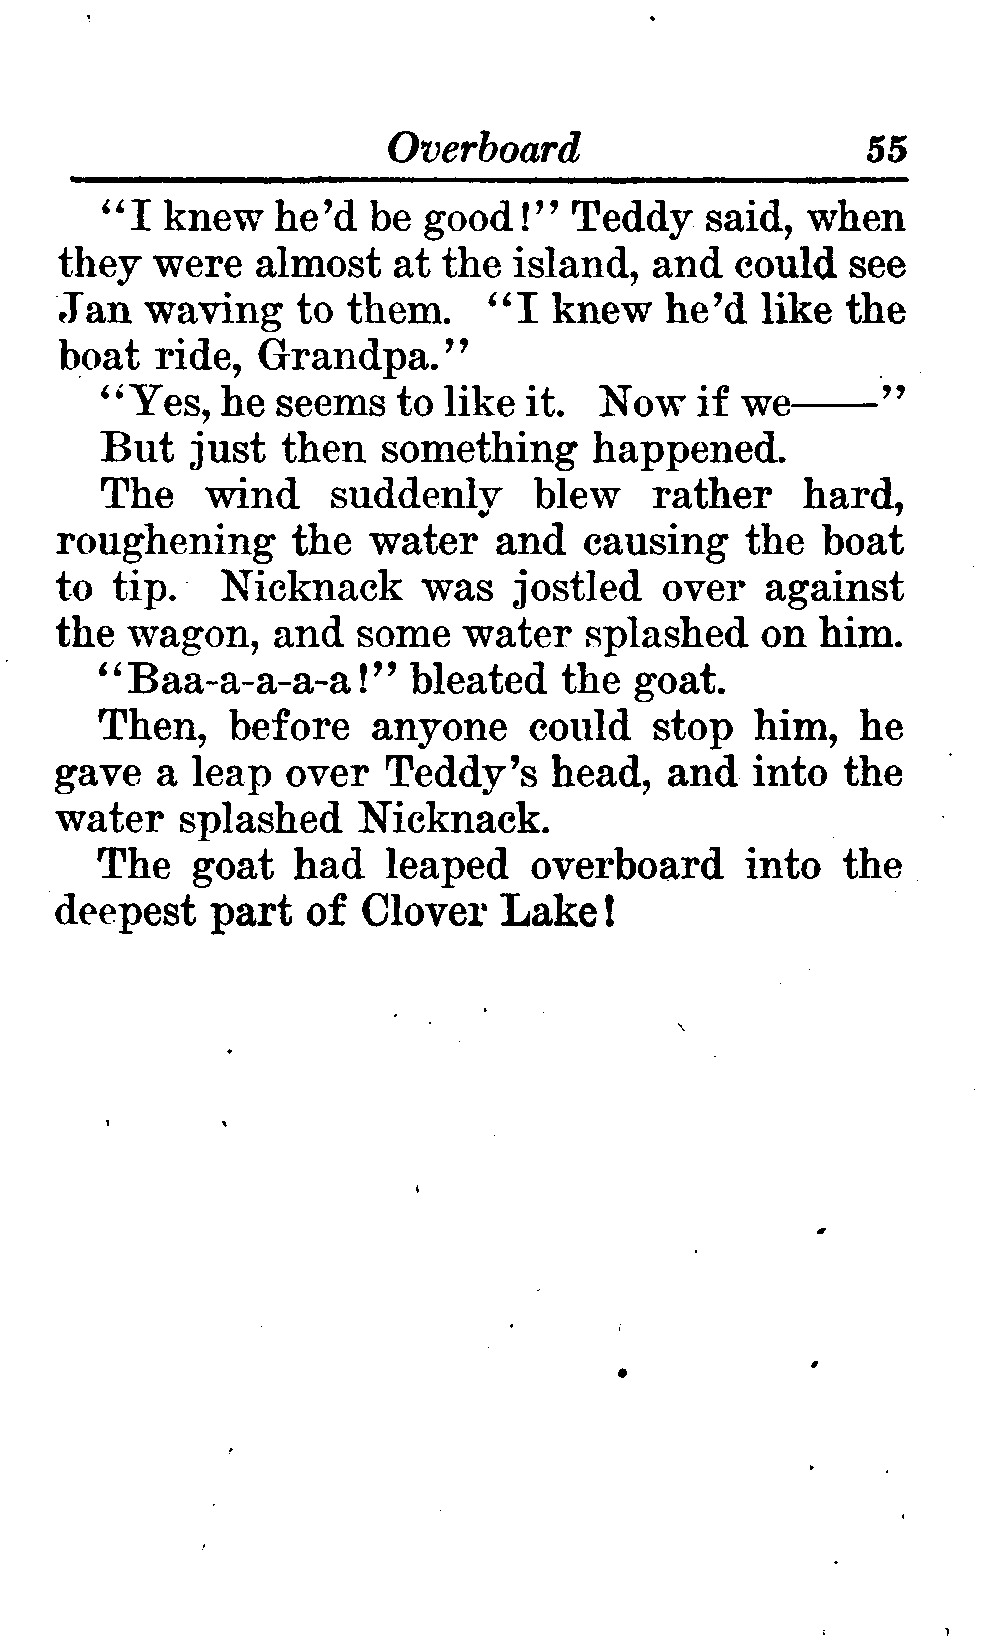 Overboard 55
“I knew he’d be good!” Teddy said, when
they were almost at the island, and could see
Jan waving to them. “I knew he’d like the
boat ride, Grandpa.”
“Yes, he seems to like it. Now if we——”
But just then something happened.
The wind suddenly blew rather hard,
roughening the water and causing the boat
to tip. Nicknack was jostled over against
the wagon, and some water splashed on him.
“Baa-a-a-a-a!” bleated the goat.
Then, before anyone could stop him, he
gave a leap over Teddy’s head, and into the
water splashed Nicknack.
The goat had leaped overboard into the
deepest part of Clover Lake!